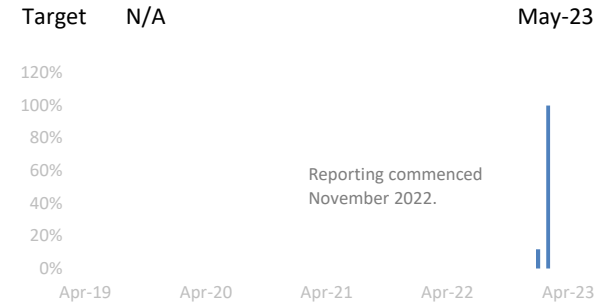 Target N/A May-23
120%
100%
80%
60%
40%
20%
0%
Reporting commenced
November 2022.
Apr-19 Apr-20 Apr-21 Apr-22 Apr-23